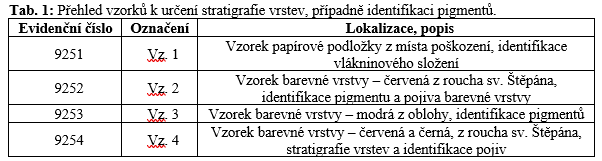 Tab. 1: Přehled vzorků k určení stratigrafie vrstev, případně identifikaci pigmentů.
Evidenční číslo Označení Lokalizace, popis
9251 Vz. 1 Vzorek papírové podložky z místa poškození, identifikace
vlákninového složení
9252 Vz. 2 Vzorek barevné vrstvy – červená z roucha sv. Štěpána,
identifikace pigmentu a pojiva barevné vrstvy
9253 Vz. 3 Vzorek barevné vrstvy – modrá z oblohy, identifikace pigmentů
9254 Vz. 4 Vzorek barevné vrstvy – červená a černá, z roucha sv. Štěpána,
stratigrafie vrstev a identifikace pojiv